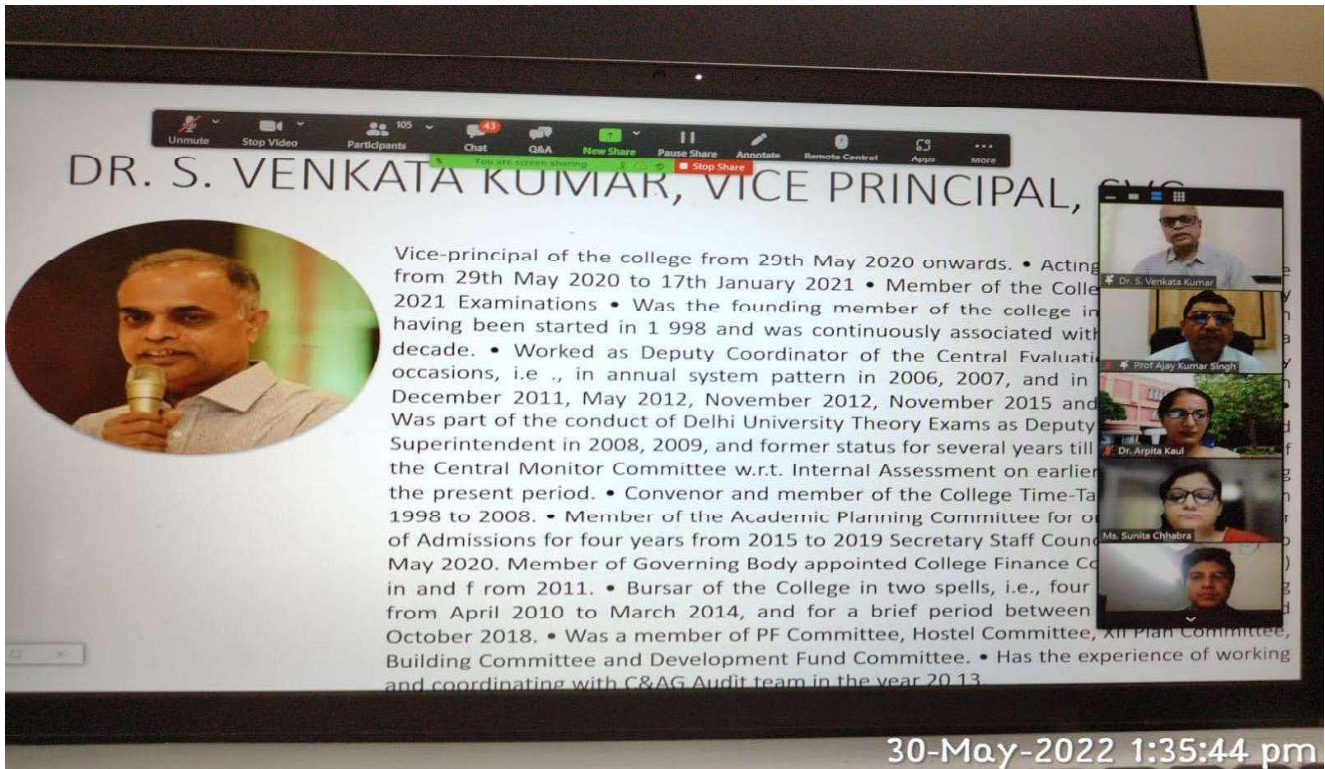 Unmute
Stop Video
Participants
105
Chat
43
Q&A
New Share
Pause Share
Annotate
Remote Control
Apps
More
You are screen sharing
Stop Share
DR. S. VENKATA KUMAR, VICE PRINCIPAL,
Vice-principal of the college from 29th May 2020 onwards. • Acting
from 29th May 2020 to 17th January 2021 • Member of the Colle
2021 Examinations • Was the founding member of the college in
having been started in 1 998 and was continuously associated with
decade. • Worked as Deputy Coordinator of the Central Evaluati
occasions, i.e ., in annual system pattern in 2006, 2007, and in
December 2011, May 2012, November 2012, November 2015 and
Was part of the conduct of Delhi University Theory Exams as Deputy
Superintendent in 2008, 2009, and former status for several years till
the Central Monitor Committee w.r.t. Internal Assessment on earlier
the present period. • Convenor and member of the College Time-Ta
1998 to 2008. • Member of the Academic Planning Committee for
of Admissions for four years from 2015 to 2019 Secretary Staff Counc
May 2020. Member of Governing Body appointed College Finance Co
in and f rom 2011. • Bursar of the College in two spells, i.e., four
from April 2010 to March 2014, and for a brief period between
October 2018. • Was a member of PF Committee, Hostel Committee, XII Plan Committee,
Building Committee and Development Fund Committee. • Has the experience of working
and coordinating with C&AG Audit team in the year 20 13.
Dr. S. Venkata Kumar
Prof Ajay Kumar Singh
Dr. Arpita Kaul
Ms. Sunita Chhabra
30-May-2022 1:35:44 pm